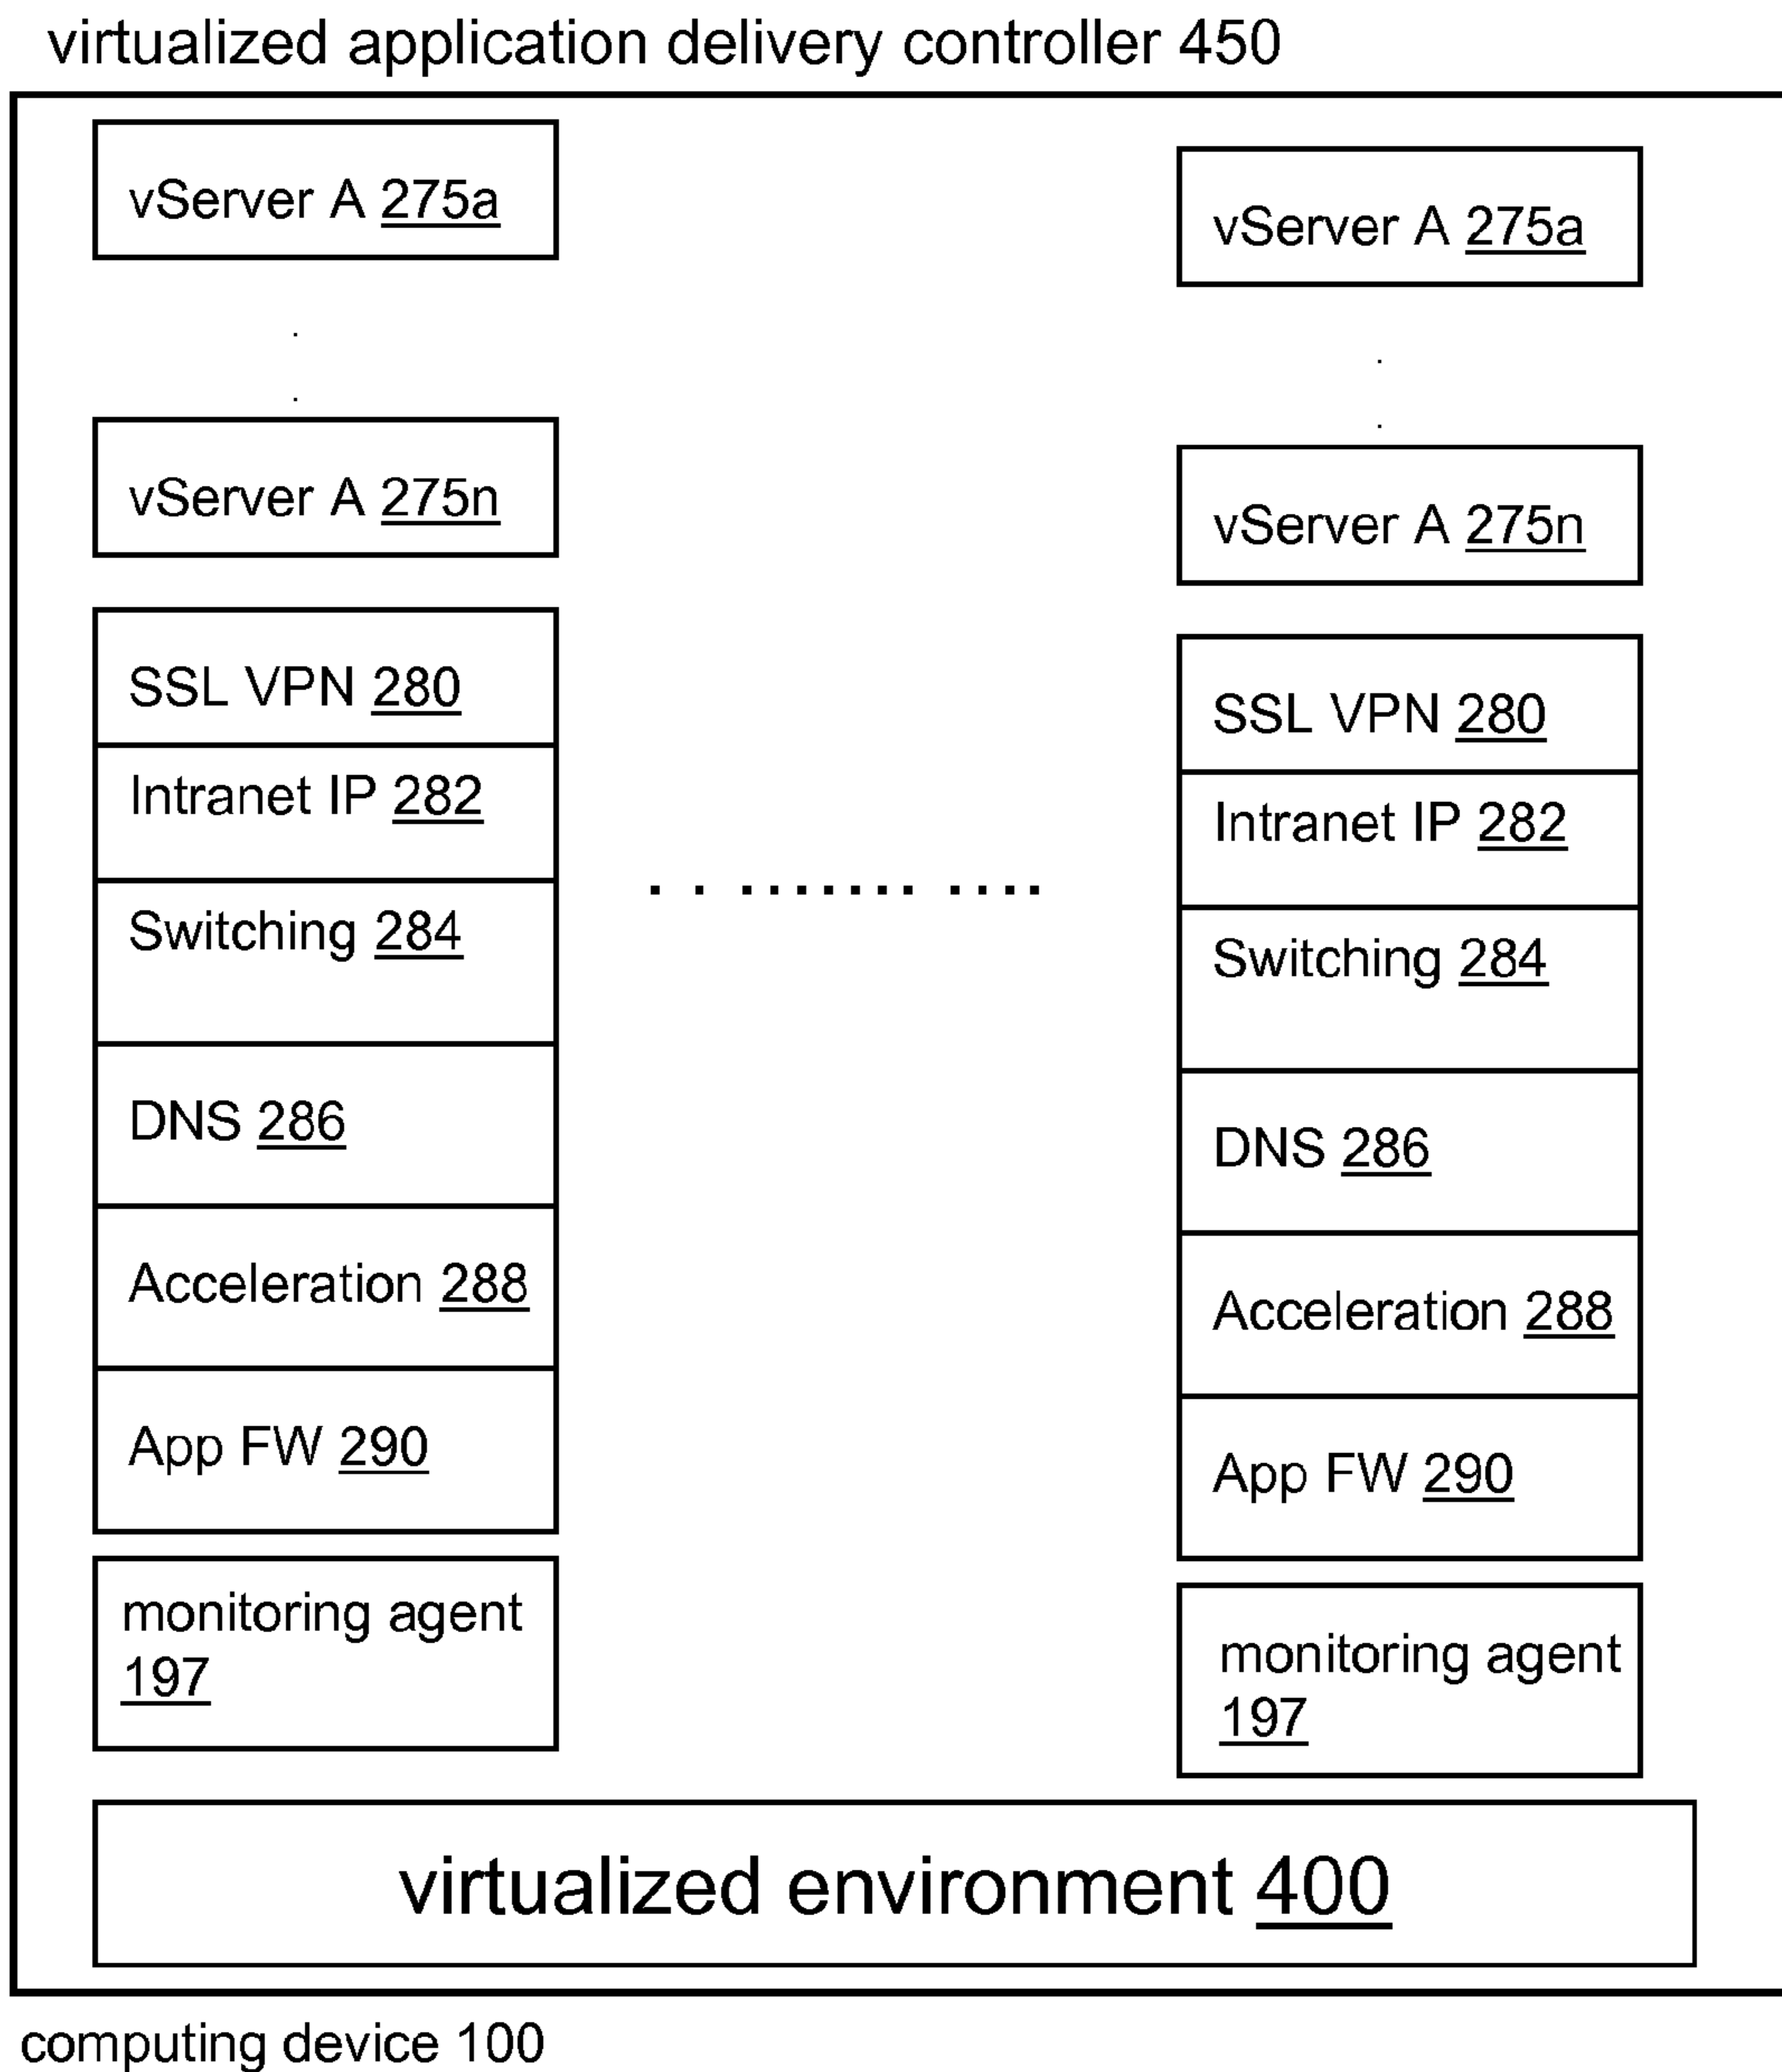 virtualized application delivery controller 450
vServer A 275a
vServer A 275n
SSL VPN 280
Intranet IP 282
Switching 284
DNS 286
Acceleration 288
App FW 290
monitoring agent
197
vServer A 275a
vServer A 275n
SSL VPN 280
Intranet IP 282
Switching 284
DNS 286
Acceleration 288
App FW 290
monitoring agent
197
virtualized environment 400
computing device 100